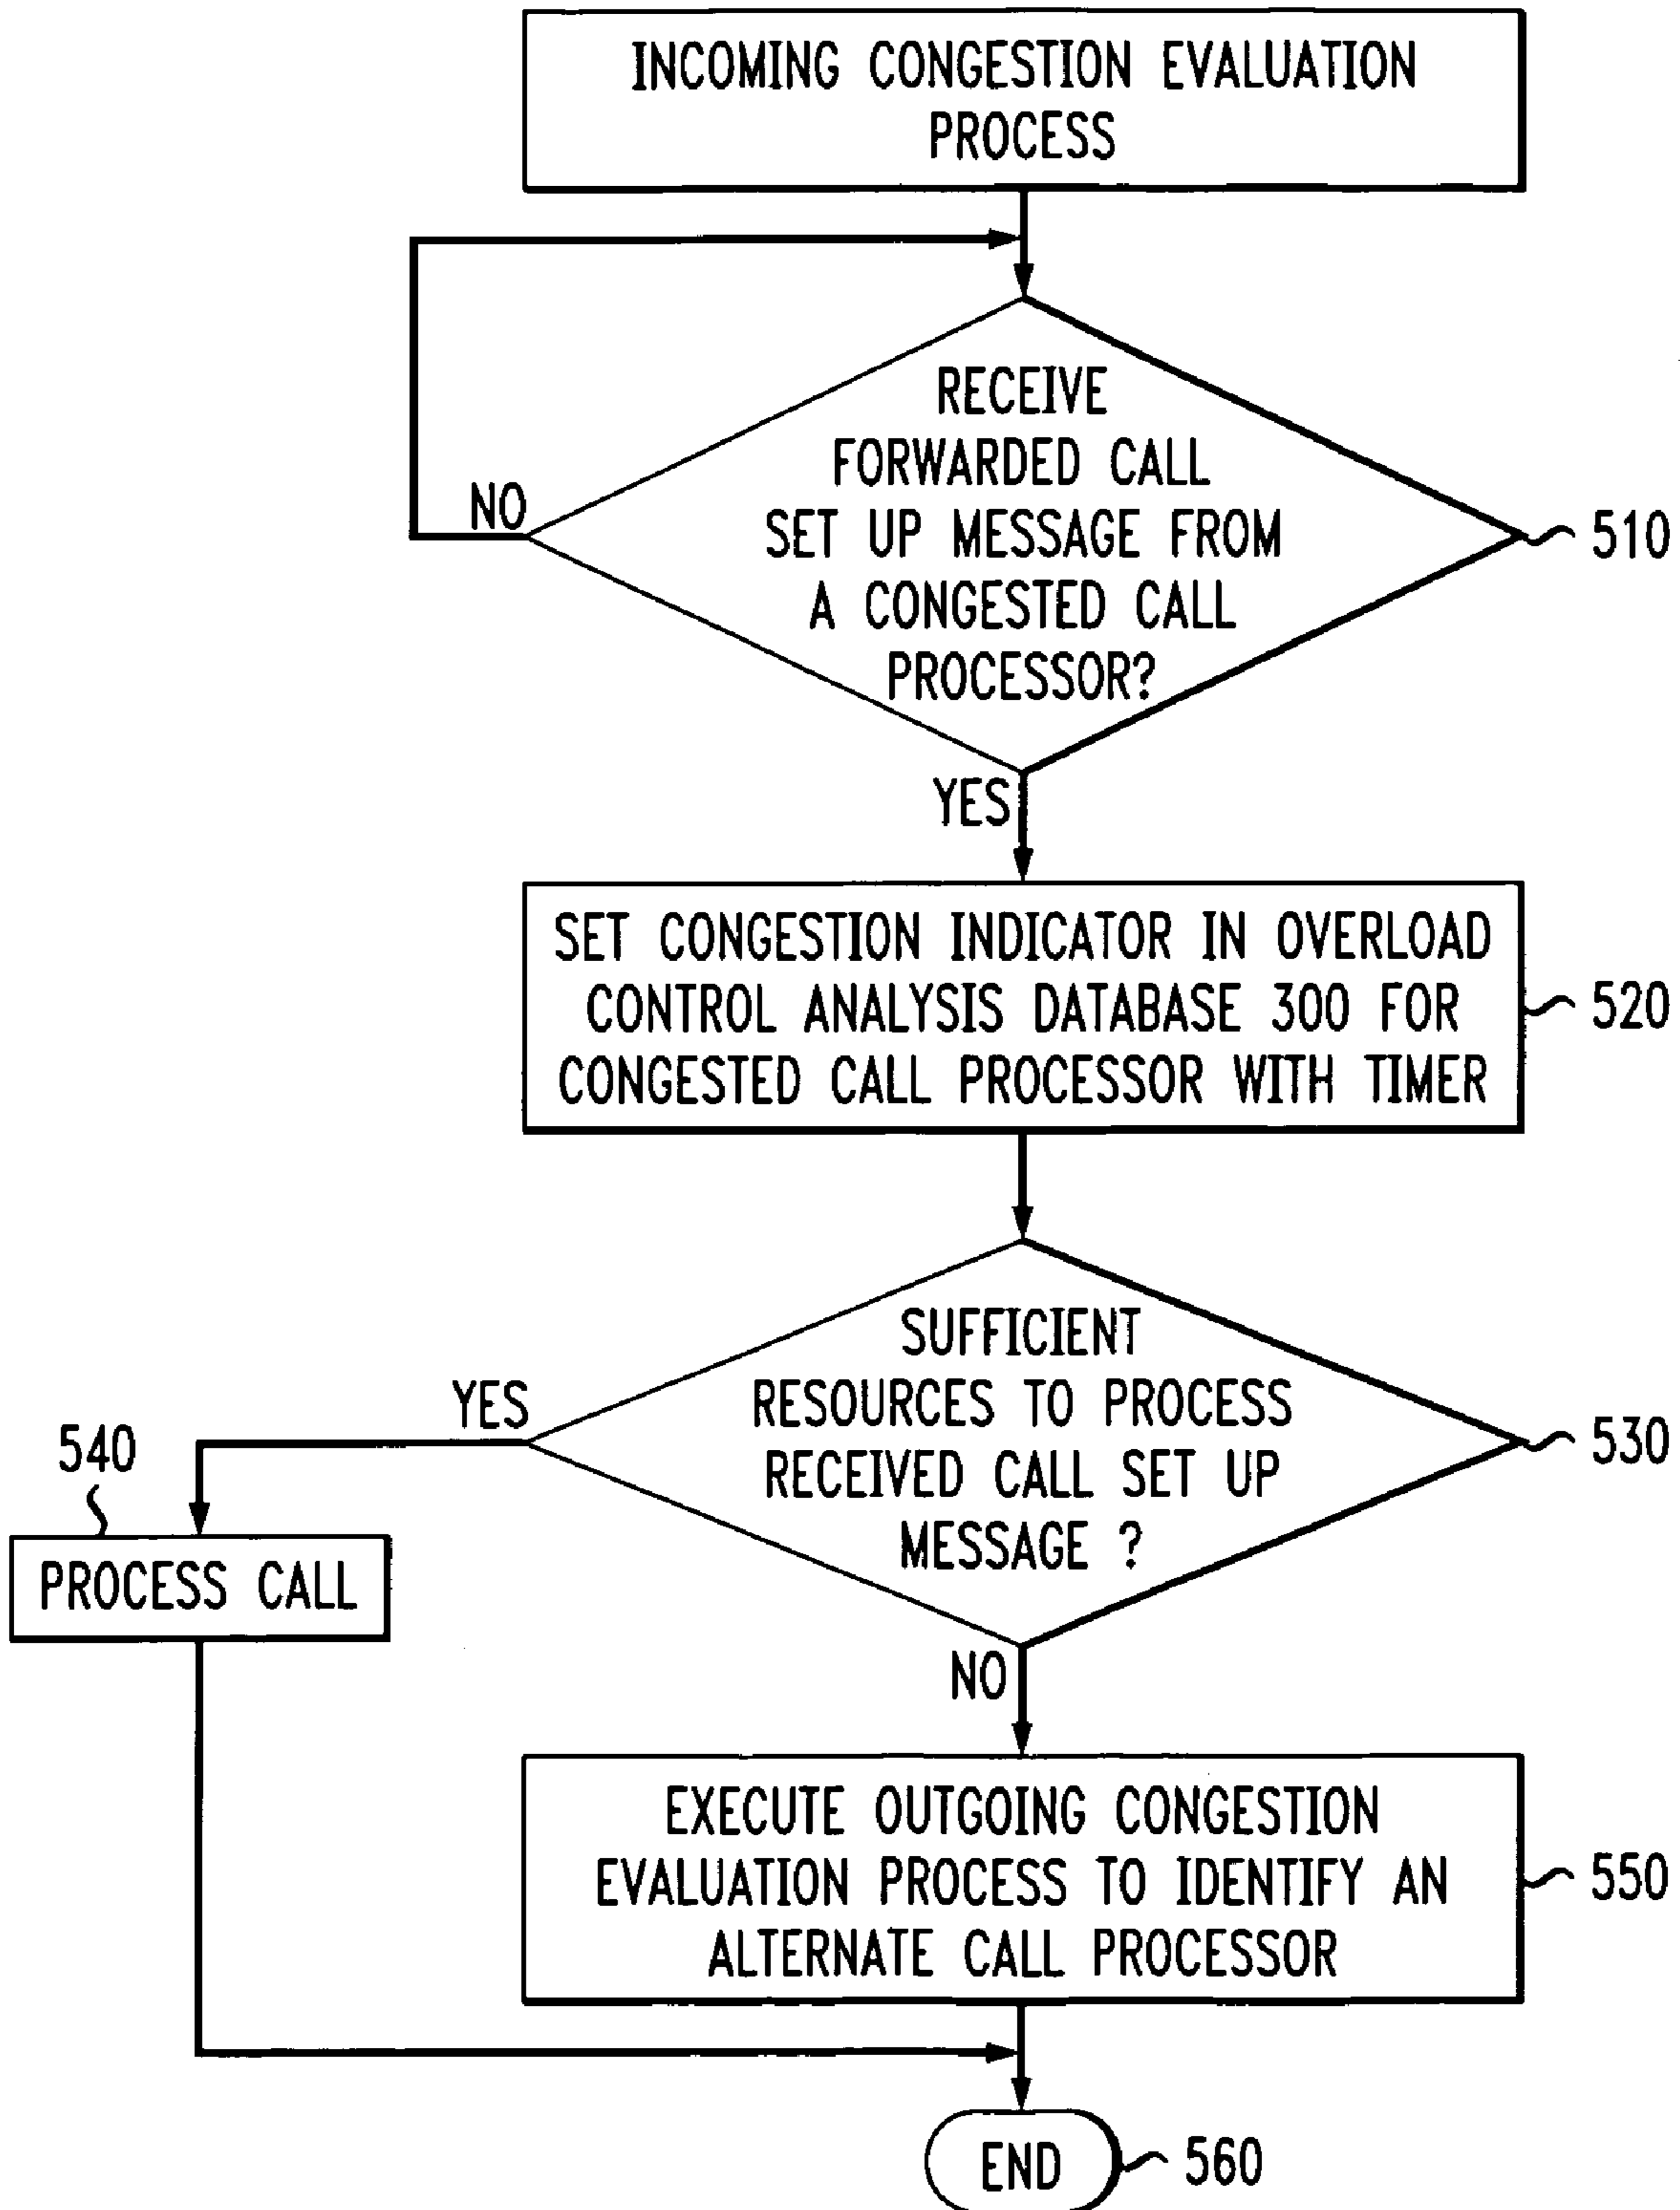 INCOMING CONGESTION EVALUATION
PROCESS
RECEIVE
FORWARDED CALL
SET UP MESSAGE FROM
A CONGESTED CALL
PROCESSOR?
NO
510
YES
SET CONGESTION INDICATOR IN OVERLOAD
CONTROL ANALYSIS DATABASE 300 FOR
CONGESTED CALL PROCESSOR WITH TIMER
520
SUFFICIENT
RESOURCES TO PROCESS
RECEIVED CALL SET UP
MESSAGE ?
YES
530
540
PROCESS CALL
NO
EXECUTE OUTGOING CONGESTION
EVALUATION PROCESS TO IDENTIFY AN
ALTERNATE CALL PROCESSOR
550
END
560